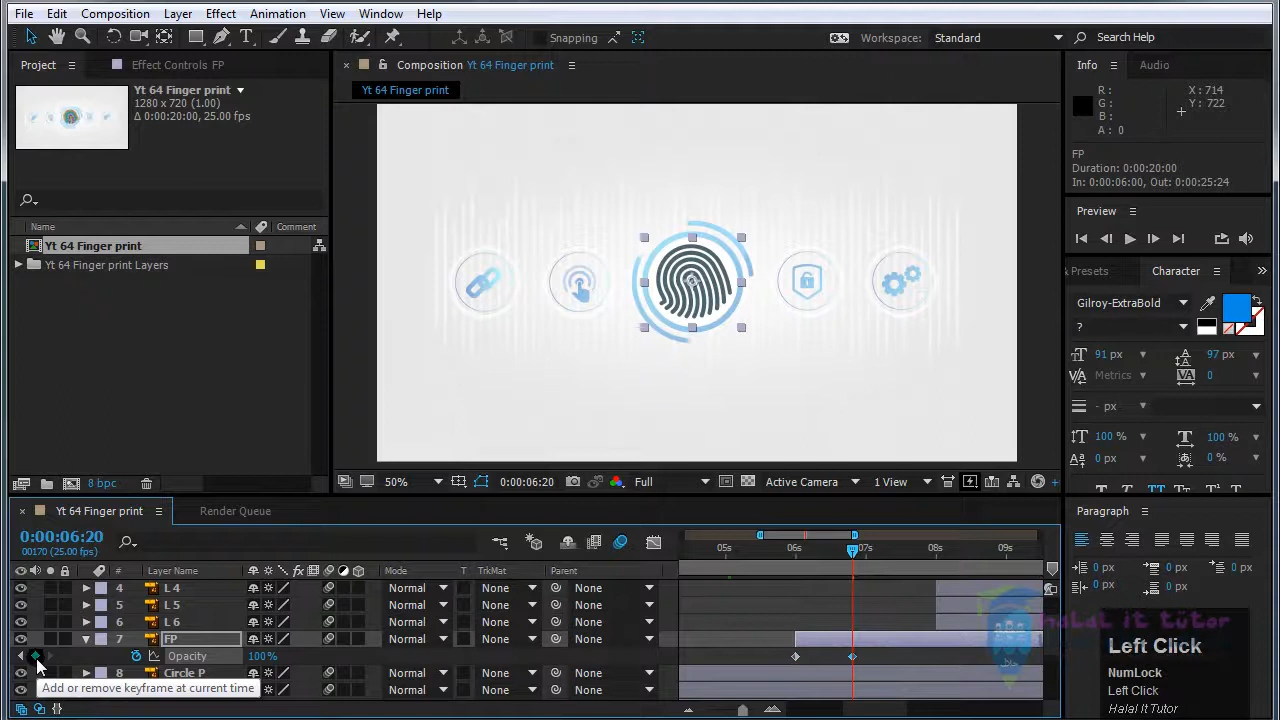 File Edit Composition Layer Effect Animation View Window Help
Snapping Workspace: Standard Search Help
Project Effect Controls FP Composition Yt 64 Finger print Info Audio
Yt 64 Finger print
1280 x 720 (1.00)
Δ 0:00:20:00, 25.00 fps
Yt 64 Finger print
R :
G :
B :
A : 0
X : 714
Y : 722
FP
Duration: 0:00:20:00
In: 0:00:06:00, Out: 0:00:25:24
Preview
Name Comment
Yt 64 Finger print
Yt 64 Finger print Layers
Presets Character
Gilroy-ExtraBold
?
91 px 97 px
Metrics 0
- px
100 % 100 %
0 px 0 %
8 bpc
50% 0:00:06:20 Full Active Camera 1 View
Yt 64 Finger print Render Queue
0:00:06:20
00170 (25.00 fps)
05s 06s 07s 08s 09s
# Layer Name Mode T TrkMat Parent
4 L 4 Normal None None
5 L 5 Normal None None
6 L 6 Normal None None
7 FP Normal None None
Opacity 100%
8 Circle P Normal None None
Add or remove keyframe at current time
Normal None None
Paragraph
0 px 0 px 0 px
0 px 0 px
halal it tutor
Left Click
NumLock
Left Click
Halal It Tutor